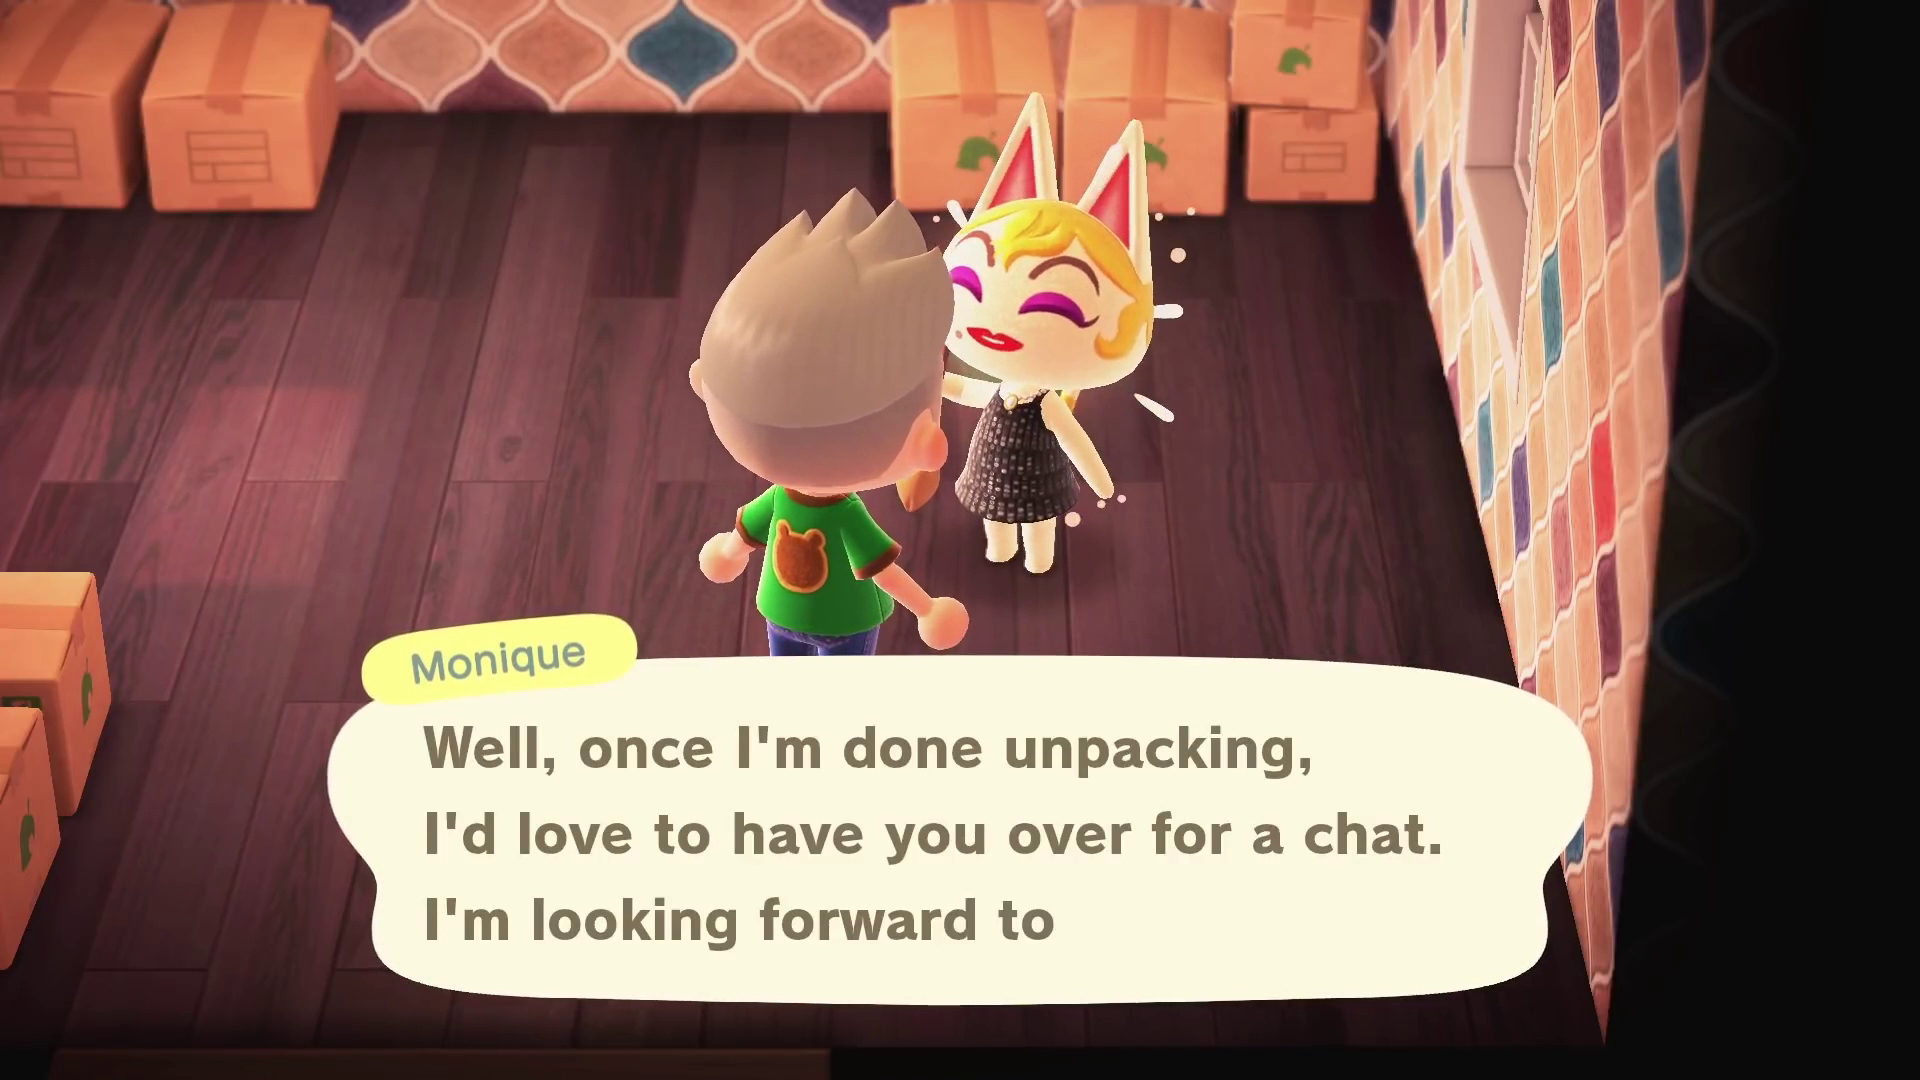 Monique
Well, once I'm done unpacking,
I'd love to have you over for a chat.
I'm looking forward to